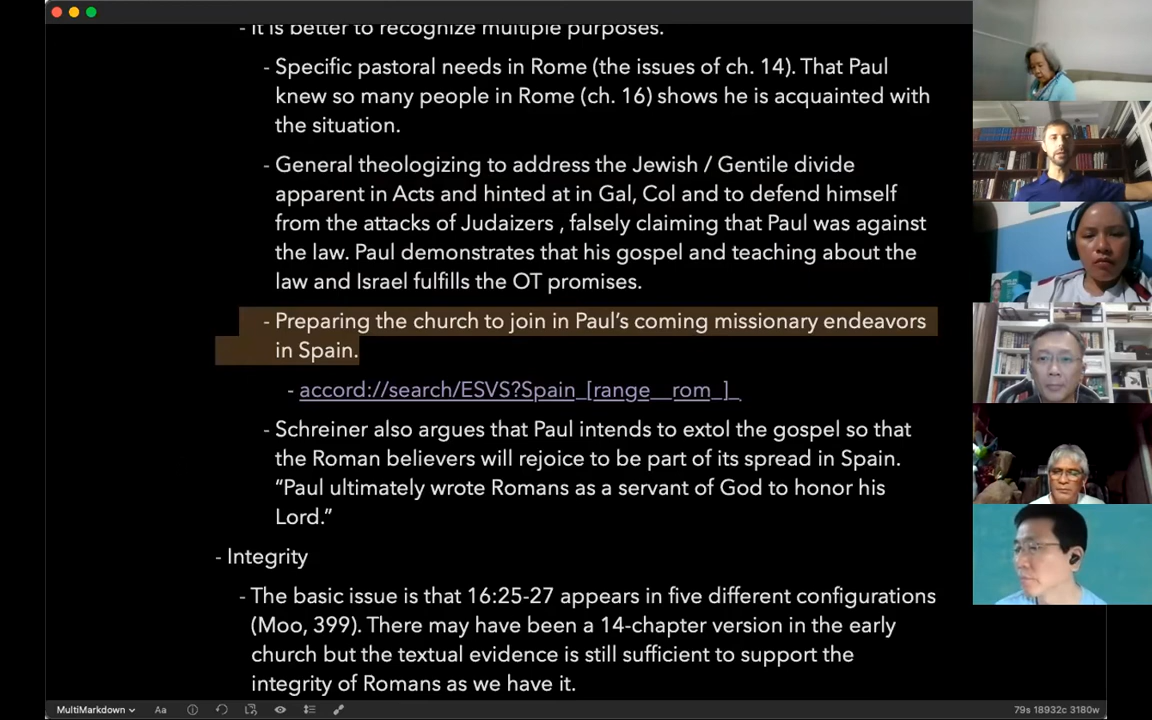 - It is better to recognize multiple purposes.
- Specific pastoral needs in Rome (the issues of ch. 14). That Paul
knew so many people in Rome (ch. 16) shows he is acquainted with
the situation.
- General theologizing to address the Jewish / Gentile divide
apparent in Acts and hinted at in Gal, Col and to defend himself
from the attacks of Judaizers , falsely claiming that Paul was against
the law. Paul demonstrates that his gospel and teaching about the
law and Israel fulfills the OT promises.
- Preparing the church to join in Paul’s coming missionary endeavors
in Spain.
- accord://search/ESVS?Spain_[range__rom_]_
- Schreiner also argues that Paul intends to extol the gospel so that
the Roman believers will rejoice to be part of its spread in Spain.
“Paul ultimately wrote Romans as a servant of God to honor his
Lord.”
- Integrity
- The basic issue is that 16:25-27 appears in five different configurations
(Moo, 399). There may have been a 14-chapter version in the early
church but the textual evidence is still sufficient to support the
integrity of Romans as we have it.
MultiMarkdown Aa 79s 18932c 3180w